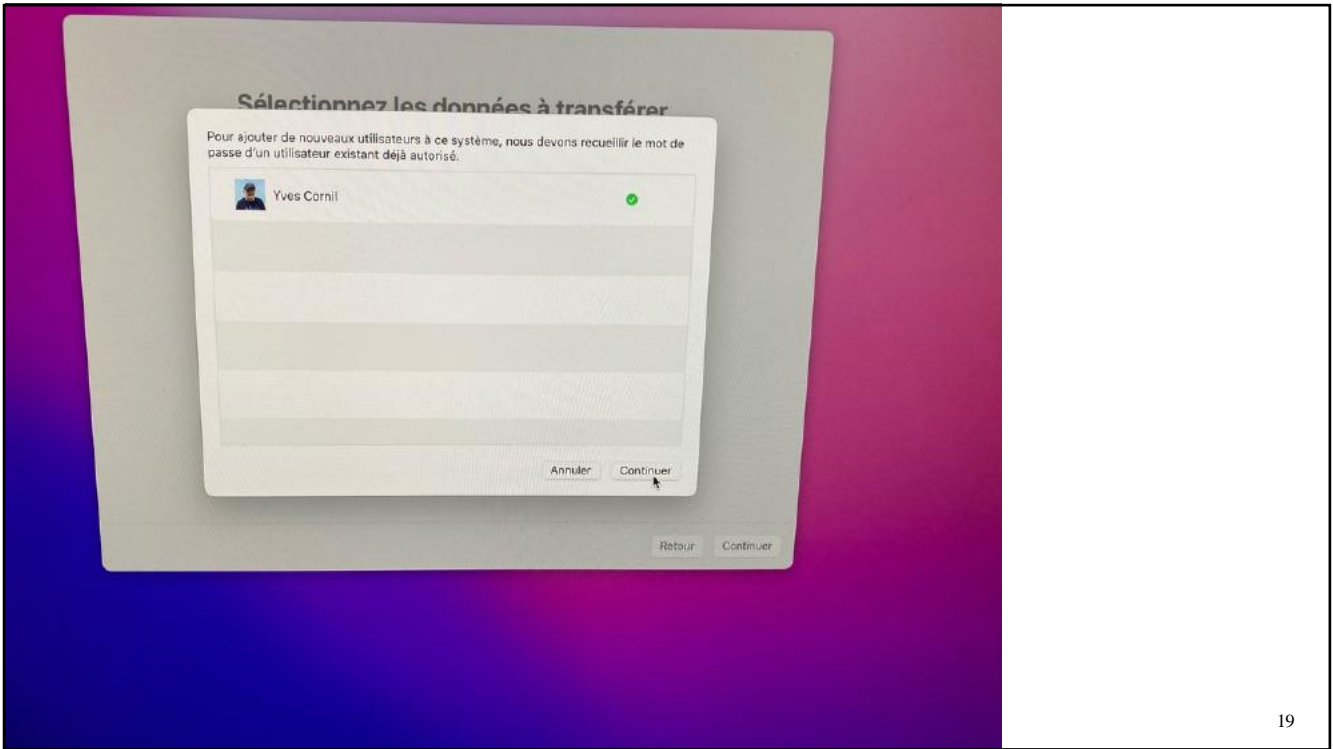 Sélectionnez les données à transférer
Pour ajouter de nouveaux utilisateurs à ce système, nous devons recueillir le mot de
passe d'un utilisateur existant déjà autorisé.
Yves Cornil
Annuler Continuer
Retour Continuer
19